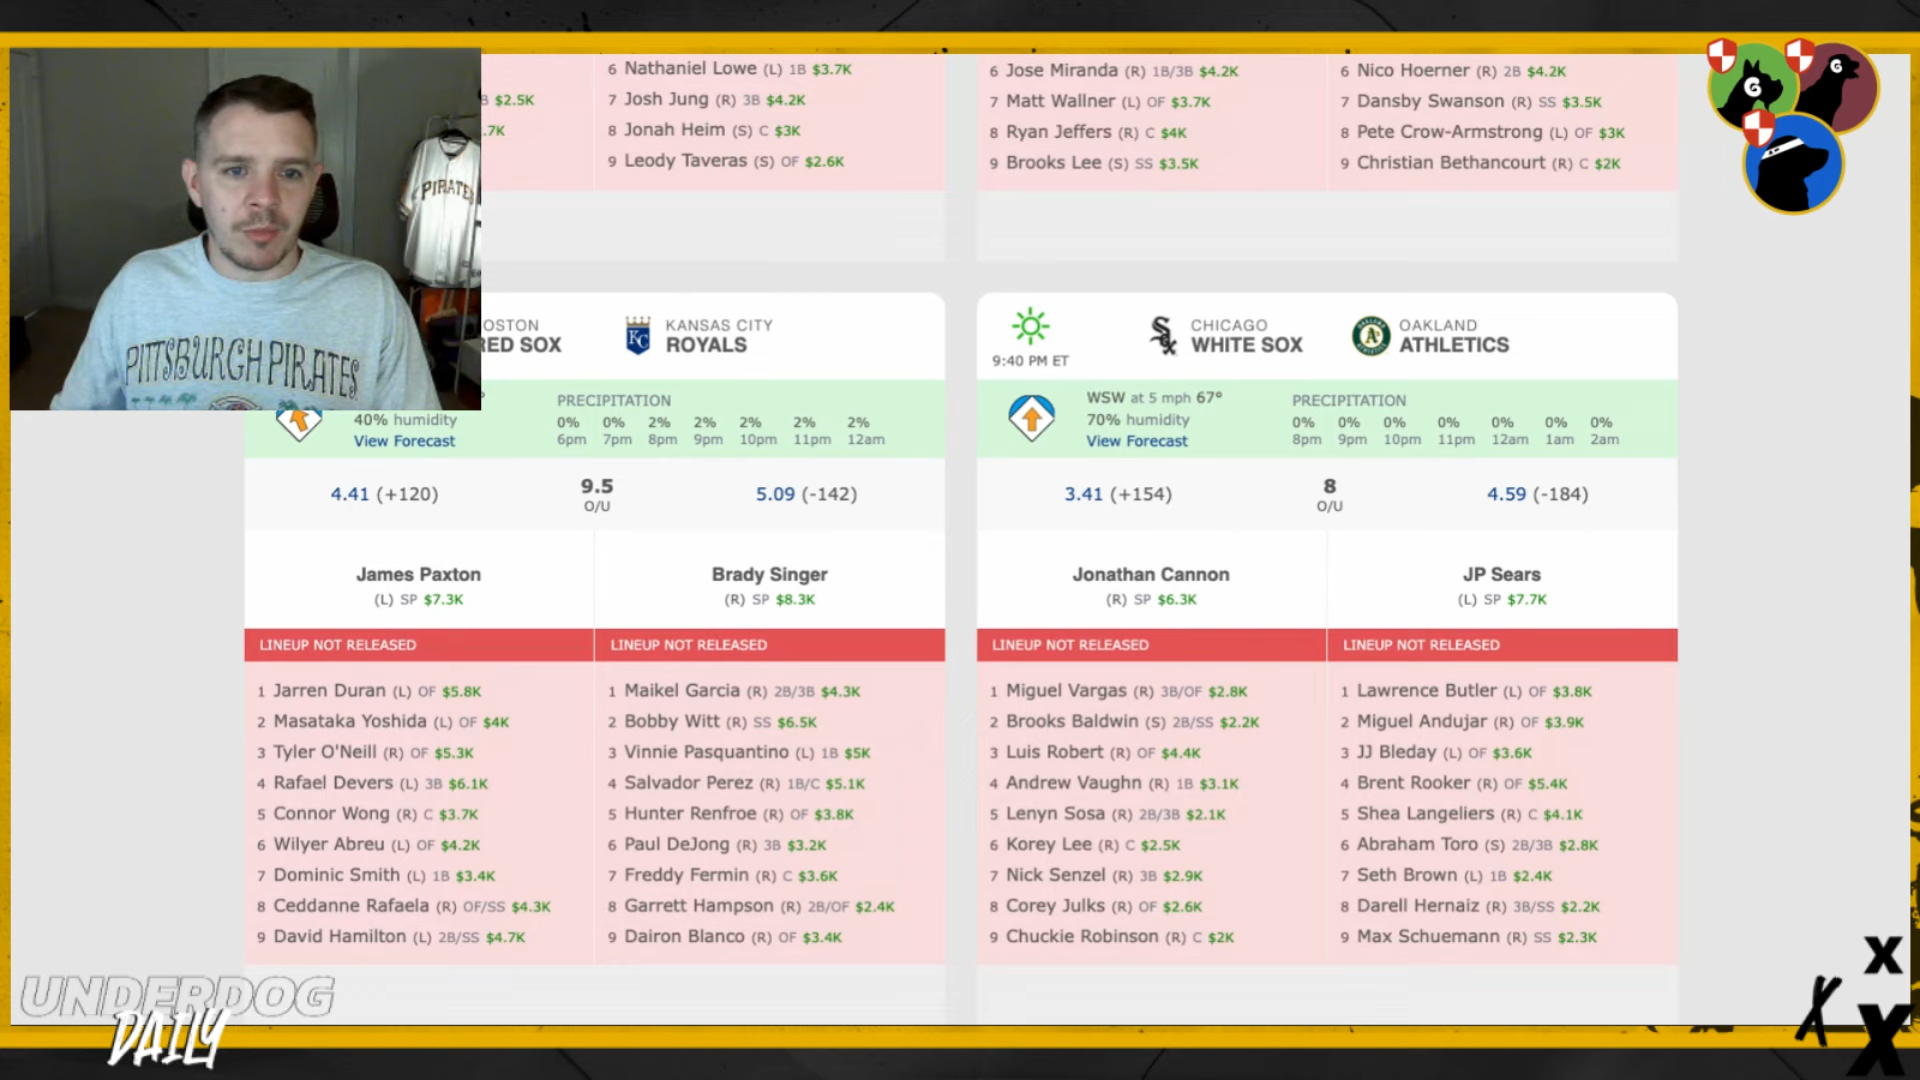 6 Nathaniel Lowe (L) 1B $3.7K
B $2.5K 7 Josh Jung (R) 3B $4.2K
.7K 8 Jonah Heim (S) C $3K
9 Leody Taveras (S) OF $2.6K
6 Jose Miranda (R) 1B/3B $4.2K
7 Matt Wallner (L) OF $3.7K
8 Ryan Jeffers (R) C $4K
9 Brooks Lee (S) SS $3.5K
6 Nico Hoerner (R) 2B $4.2K
7 Dansby Swanson (R) SS $3.5K
8 Pete Crow-Armstrong (L) OF $3K
9 Christian Bethancourt (R) C $2K
PIRATES
PITTSBURGH PIRATES
OSTON
RED SOX
KANSAS CITY
ROYALS
40% humidity
View Forecast
PRECIPITATION
0% 0% 2% 2% 2% 2% 2%
6pm 7pm 8pm 9pm 10pm 11pm 12am
4.41 (+120)
9.5
O/U
5.09 (-142)
James Paxton
(L) SP $7.3K
Brady Singer
(R) SP $8.3K
LINEUP NOT RELEASED
1 Jarren Duran (L) OF $5.8K
2 Masataka Yoshida (L) OF $4K
3 Tyler O'Neill (R) OF $5.3K
4 Rafael Devers (L) 3B $6.1K
5 Connor Wong (R) C $3.7K
6 Wilyer Abreu (L) OF $4.2K
7 Dominic Smith (L) 1B $3.4K
8 Ceddanne Rafaela (R) OF/SS $4.3K
9 David Hamilton (L) 2B/SS $4.7K
LINEUP NOT RELEASED
1 Maikel Garcia (R) 2B/3B $4.3K
2 Bobby Witt (R) SS $6.5K
3 Vinnie Pasquantino (L) 1B $5K
4 Salvador Perez (R) 1B/C $5.1K
5 Hunter Renfroe (R) OF $3.8K
6 Paul DeJong (R) 3B $3.2K
7 Freddy Fermin (R) C $3.6K
8 Garrett Hampson (R) 2B/OF $2.4K
9 Dairon Blanco (R) OF $3.4K
9:40 PM ET
CHICAGO
WHITE SOX
OAKLAND
ATHLETICS
WSW at 5 mph 67°
70% humidity
View Forecast
PRECIPITATION
0% 0% 0% 0% 0% 0% 0%
8pm 9pm 10pm 11pm 12am 1am 2am
3.41 (+154)
8
O/U
4.59 (-184)
Jonathan Cannon
(R) SP $6.3K
JP Sears
(L) SP $7.7K
LINEUP NOT RELEASED
1 Miguel Vargas (R) 3B/OF $2.8K
2 Brooks Baldwin (S) 2B/SS $2.2K
3 Luis Robert (R) OF $4.4K
4 Andrew Vaughn (R) 1B $3.1K
5 Lenyn Sosa (R) 2B/3B $2.1K
6 Korey Lee (R) C $2.5K
7 Nick Senzel (R) 3B $2.9K
8 Corey Julks (R) OF $2.6K
9 Chuckie Robinson (R) C $2K
LINEUP NOT RELEASED
1 Lawrence Butler (L) OF $3.8K
2 Miguel Andujar (R) OF $3.9K
3 JJ Bleday (L) OF $3.6K
4 Brent Rooker (R) OF $5.4K
5 Shea Langeliers (R) C $4.1K
6 Abraham Toro (S) 2B/3B $2.8K
7 Seth Brown (L) 1B $2.4K
8 Darell Hernaiz (R) 3B/SS $2.2K
9 Max Schuemann (R) SS $2.3K
UNDERDOG
DAILY
X
X X